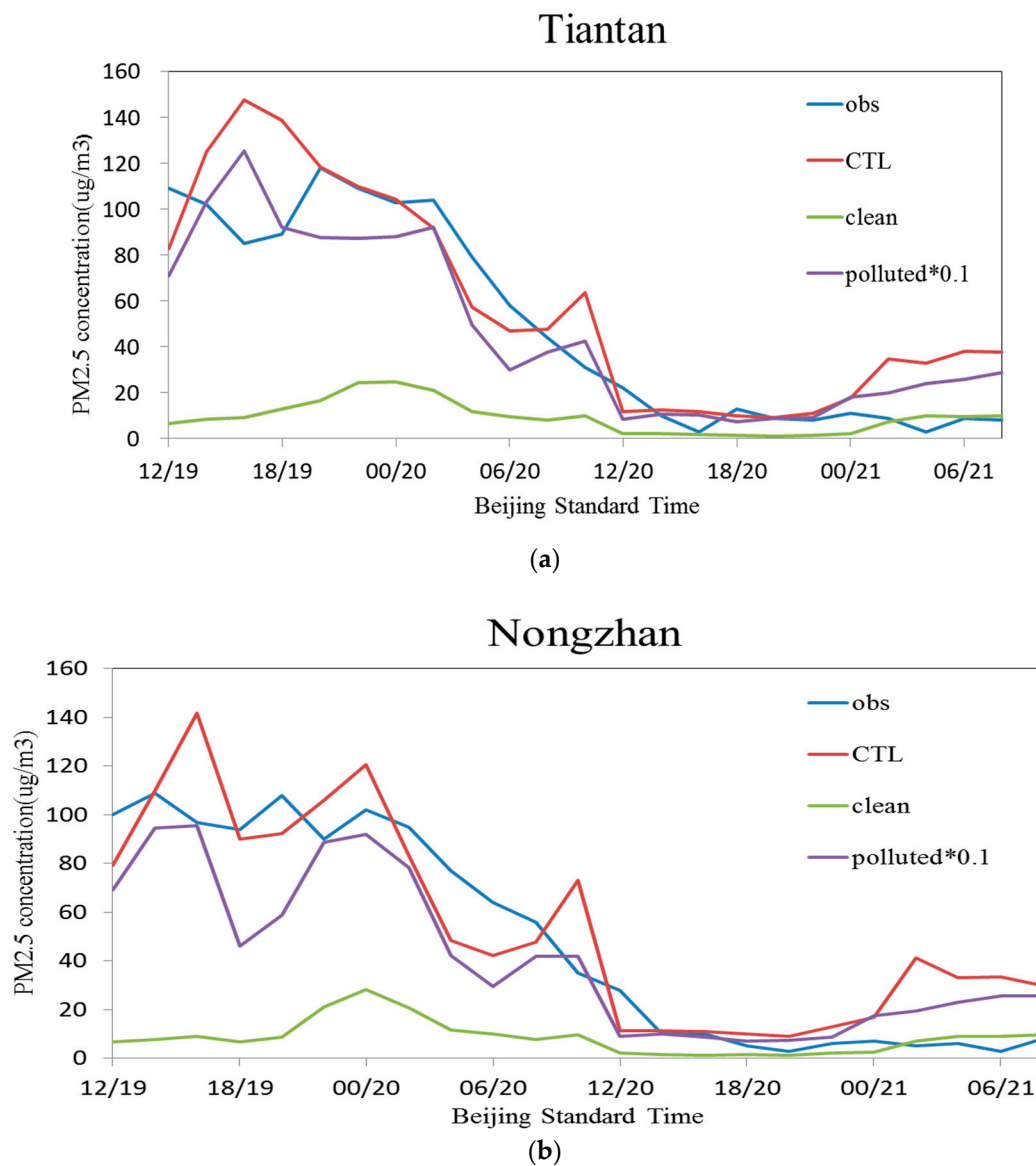 Tiantan
160
140
120
100
80
60
40
20
0
PM2.5 concentration(ug/m3)
obs
CTL
clean
polluted*0.1
12/19 18/19 00/20 06/20 12/20 18/20 00/21 06/21
Beijing Standard Time
(a)
Nongzhan
160
140
120
100
80
60
40
20
0
PM2.5 concentration(ug/m3)
obs
CTL
clean
polluted*0.1
12/19 18/19 00/20 06/20 12/20 18/20 00/21 06/21
Beijing Standard Time
(b)